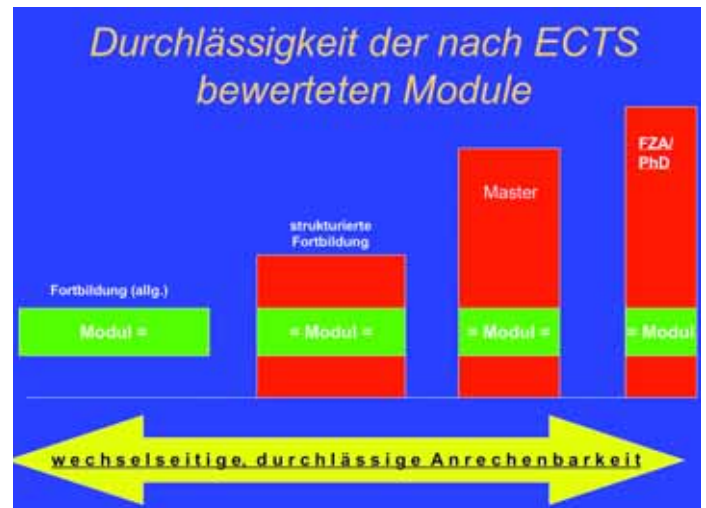 Durchlässigkeit der nach ECTS
bewerteten Module
FZA/
PhD
Master
strukturierte
Fortbildung
Fortbildung (allg.)
Modul =
= Modul =
= Modul =
= Modul
wechselseitige, durchlässige Anrechenbarkeit